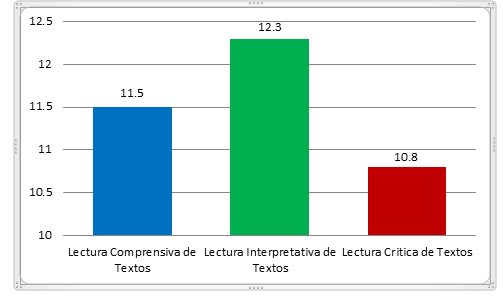 12.5
12
11.5
11
10.5
10
11.5
12.3
10.8
Lectura Comprensiva de
Textos
Lectura Interpretativa de
Textos
Lectura Critica de Textos